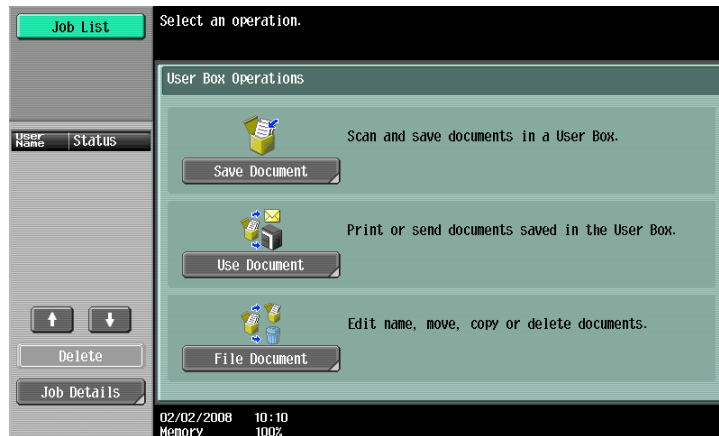 Job List
Select an operation.
User Box Operations
User Name
Status
Scan and save documents in a User Box.
Save Document
Print or send documents saved in the User Box.
Use Document
Edit name, move, copy or delete documents.
File Document
Delete
Job Details
02/02/2008 10:10
Memory 100%